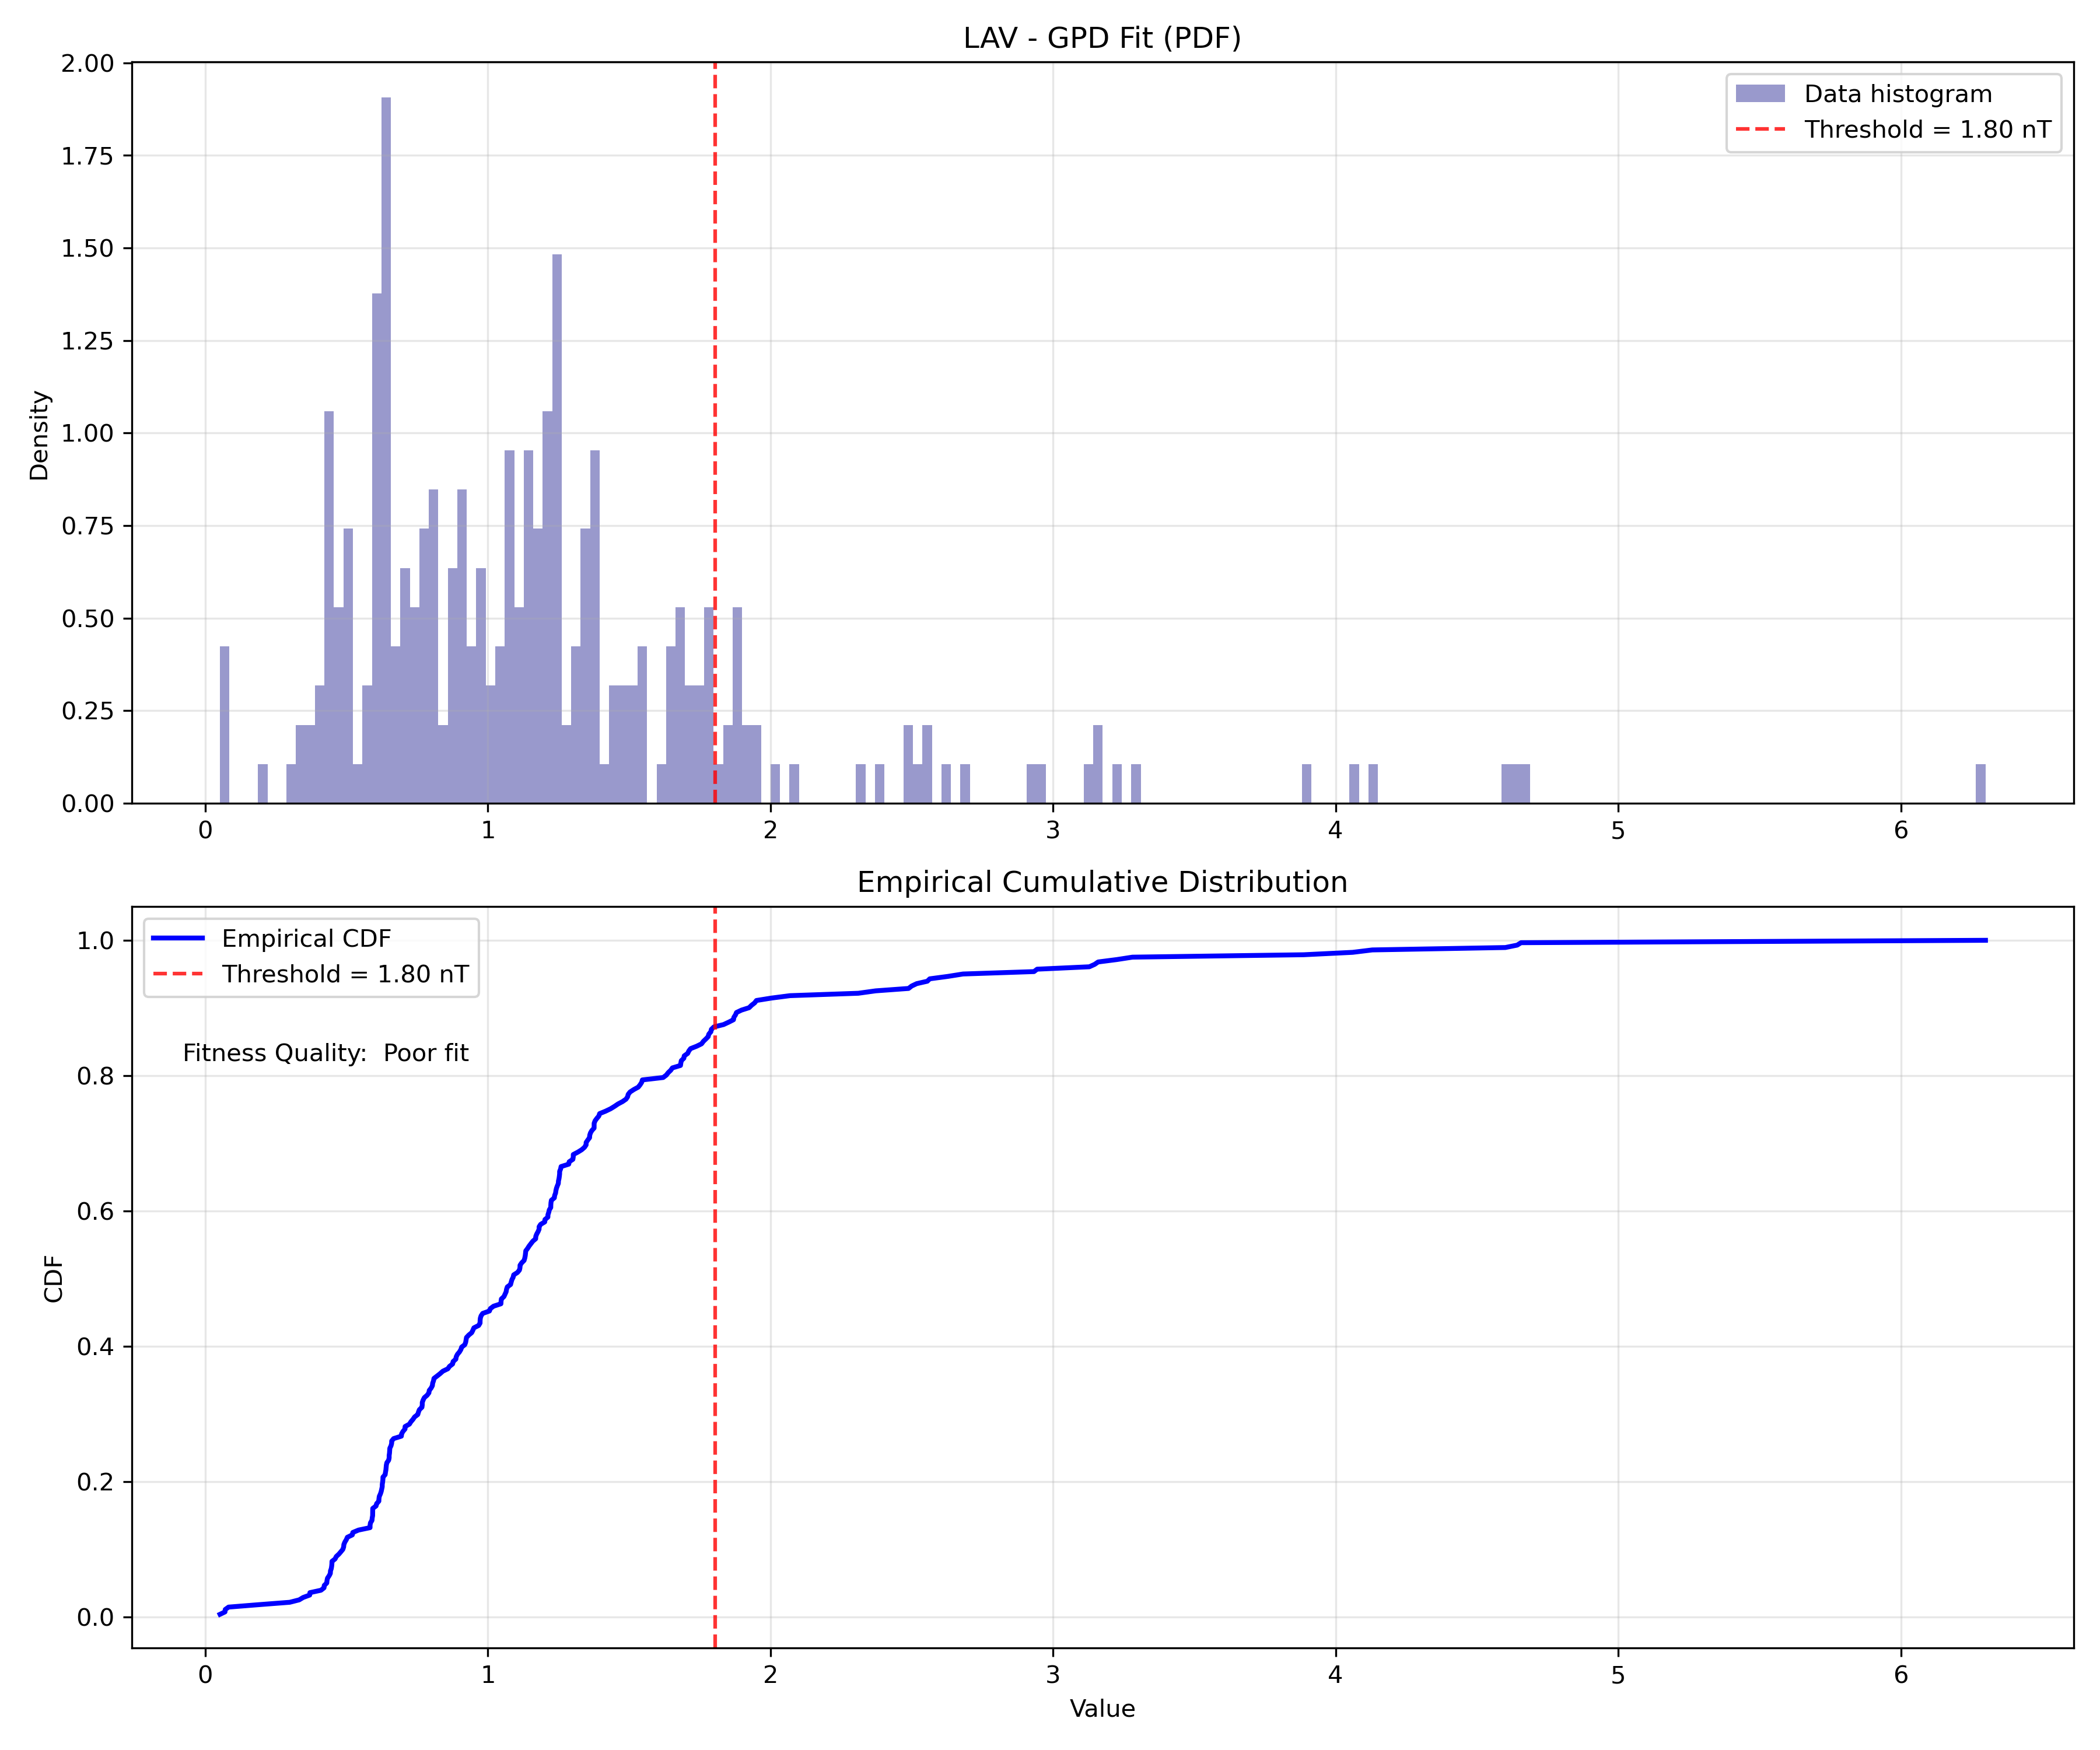 LAV - GPD Fit (PDF)
Data histogram
Threshold = 1.80 nT
Density
2.00
1.75
1.50
1.25
1.00
0.75
0.50
0.25
0.00
0 1 2 3 4 5 6
Empirical Cumulative Distribution
Empirical CDF
Threshold = 1.80 nT
Fitness Quality:  Poor fit
CDF
1.0
0.8
0.6
0.4
0.2
0.0
0 1 2 3 4 5 6
Value